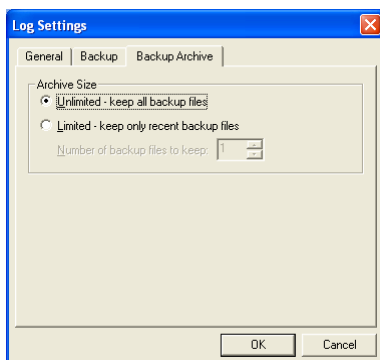 Log Settings
General Backup Backup Archive
Archive Size
Unlimited - keep all backup files
Limited - keep only recent backup files
Number of backup files to keep: 1
OK Cancel